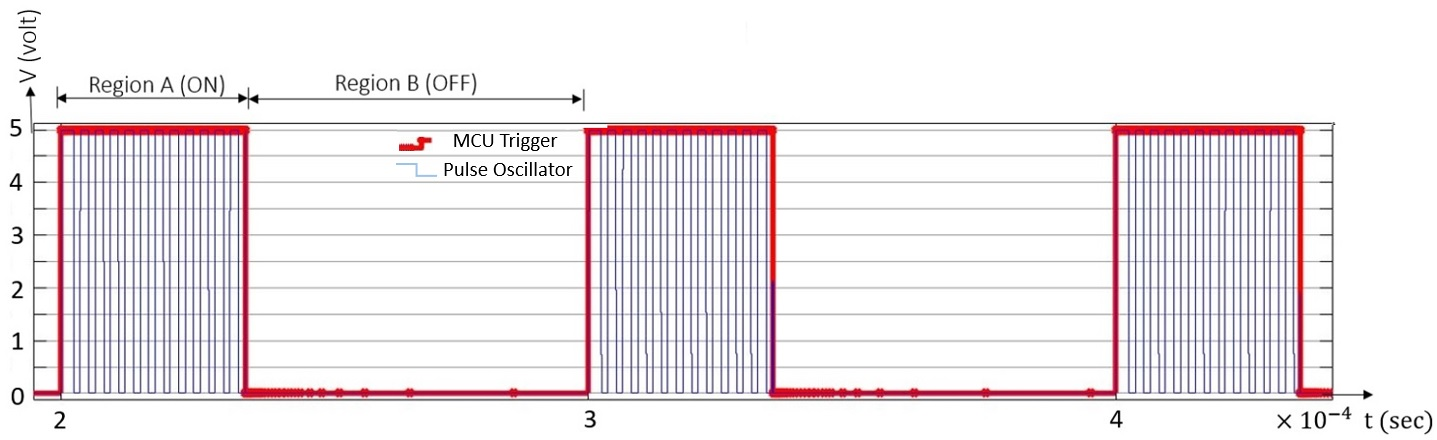 V (volt)
Region A (ON)
Region B (OFF)
5
MCU Trigger
Pulse Oscillator
4
3
2
1
0
2
3
4
× 10⁻⁴ t (sec)